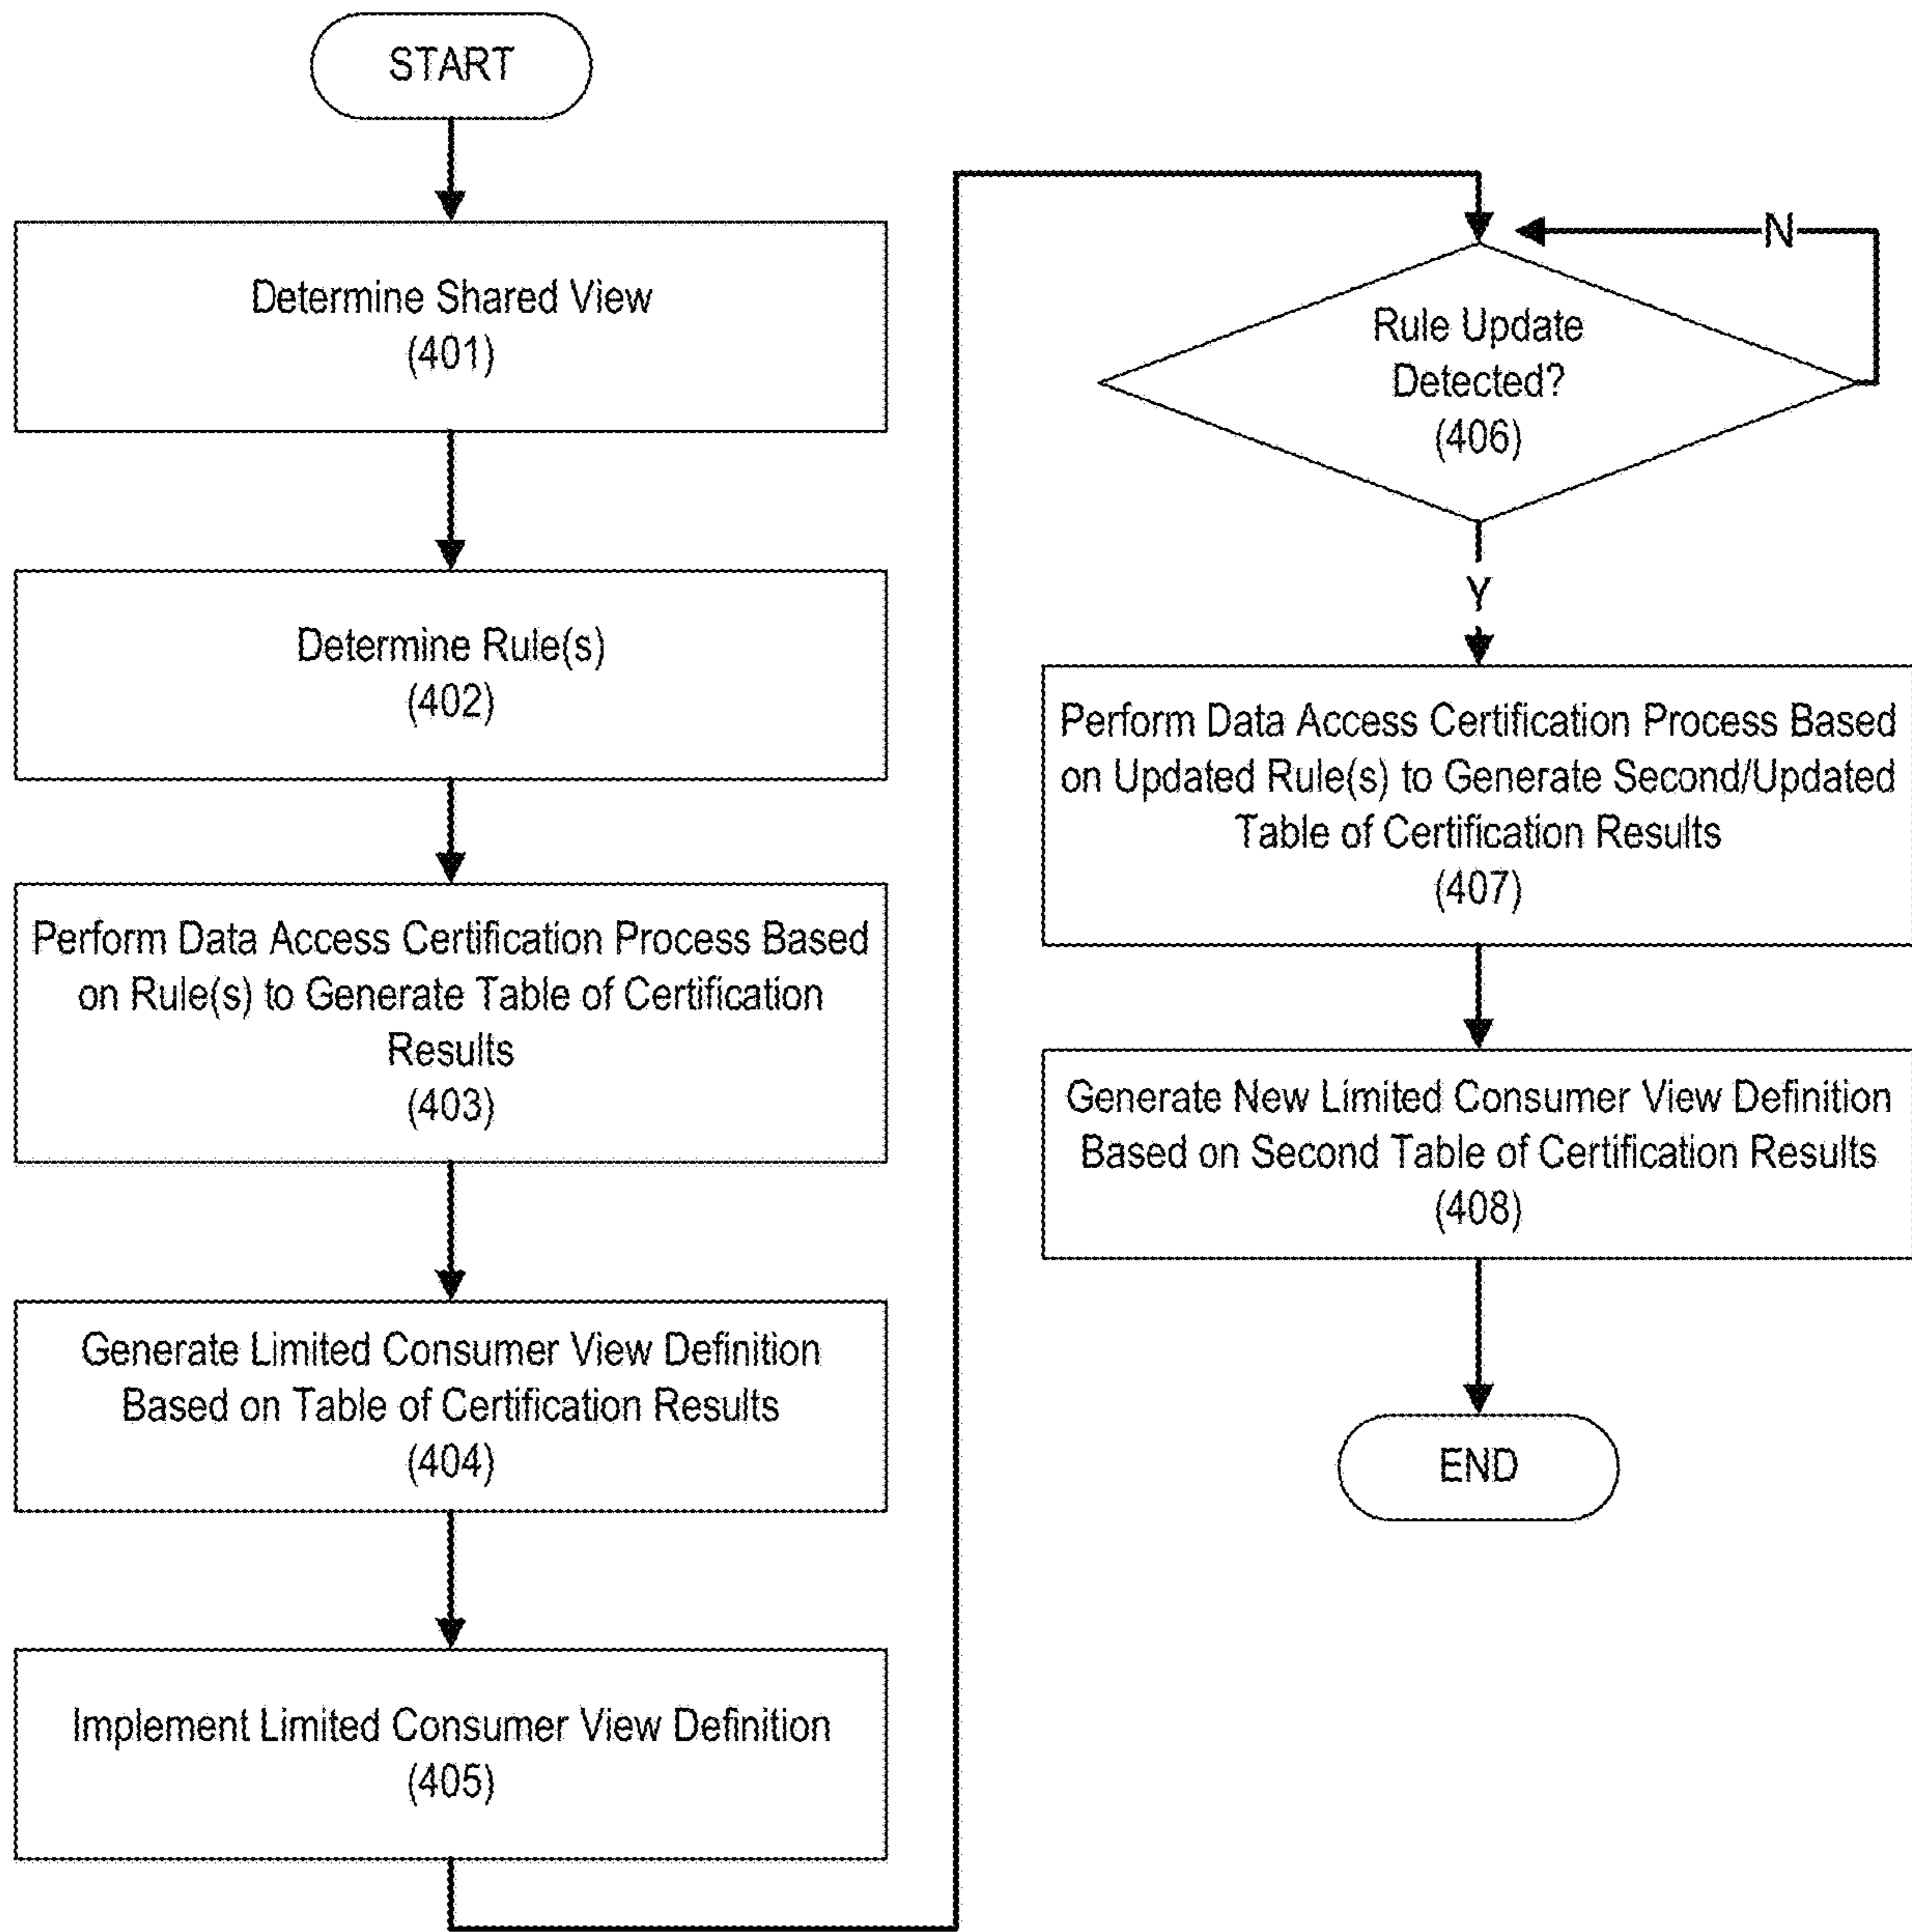 START
Determine Shared View
(401)
Determine Rule(s)
(402)
Perform Data Access Certification Process Based
on Rule(s) to Generate Table of Certification
Results
(403)
Generate Limited Consumer View Definition
Based on Table of Certification Results
(404)
Implement Limited Consumer View Definition
(405)
N
Rule Update
Detected?
(406)
Y
Perform Data Access Certification Process Based
on Updated Rule(s) to Generate Second/Updated
Table of Certification Results
(407)
Generate New Limited Consumer View Definition
Based on Second Table of Certification Results
(408)
END